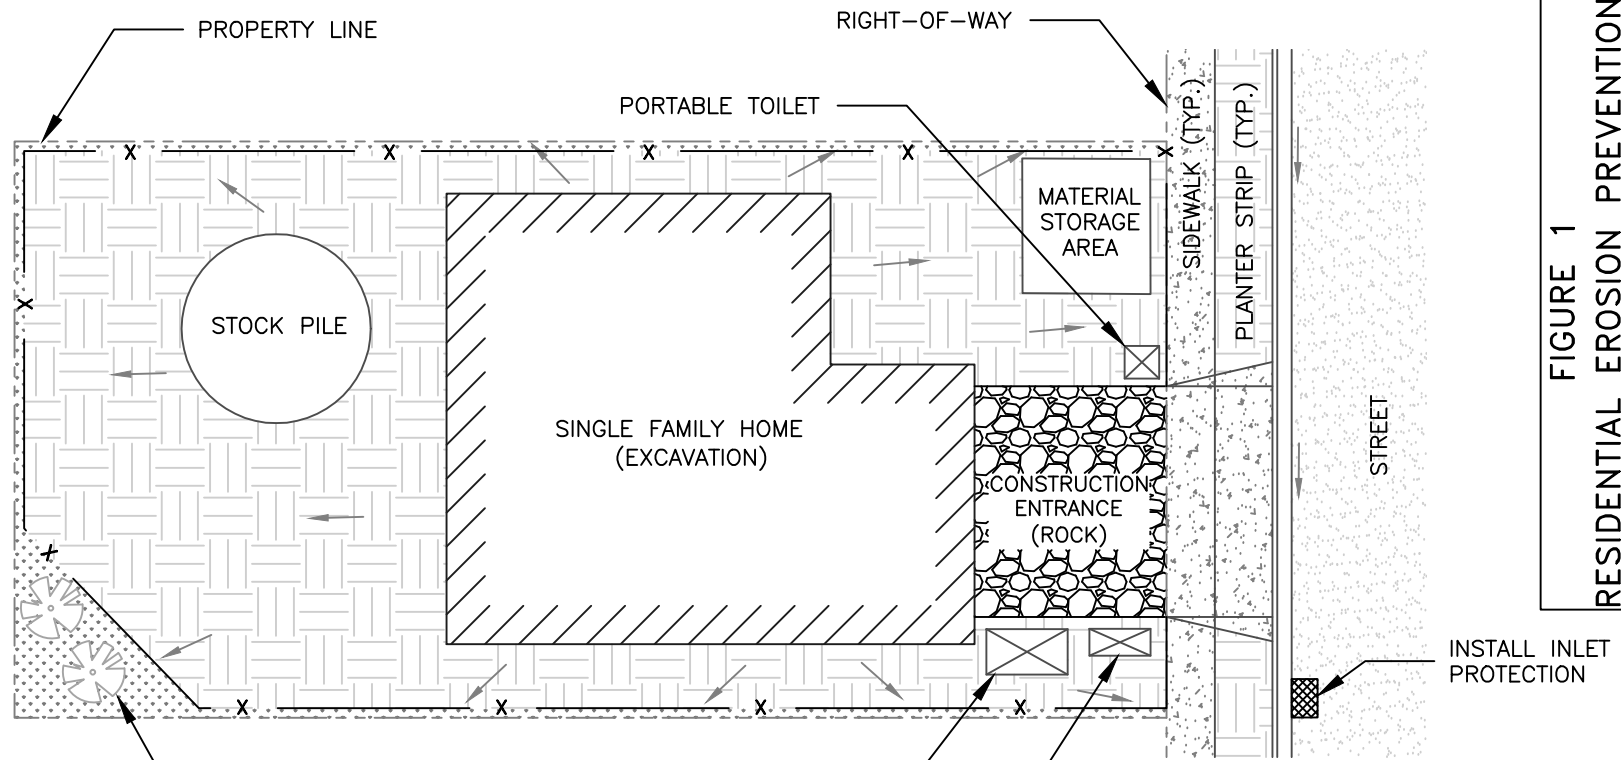 PROPERTY LINE
RIGHT-OF-WAY
PORTABLE TOILET
MATERIAL
STORAGE
AREA
SIDEWALK (TYP.)
PLANTER STRIP (TYP.)
STOCK PILE
SINGLE FAMILY HOME
(EXCAVATION)
CONSTRUCTION
ENTRANCE
(ROCK)
STREET
INSTALL INLET
PROTECTION
FIGURE 1
RESIDENTIAL EROSION PREVENTION
X
X
X
X
X
X
X
X
X
X
X